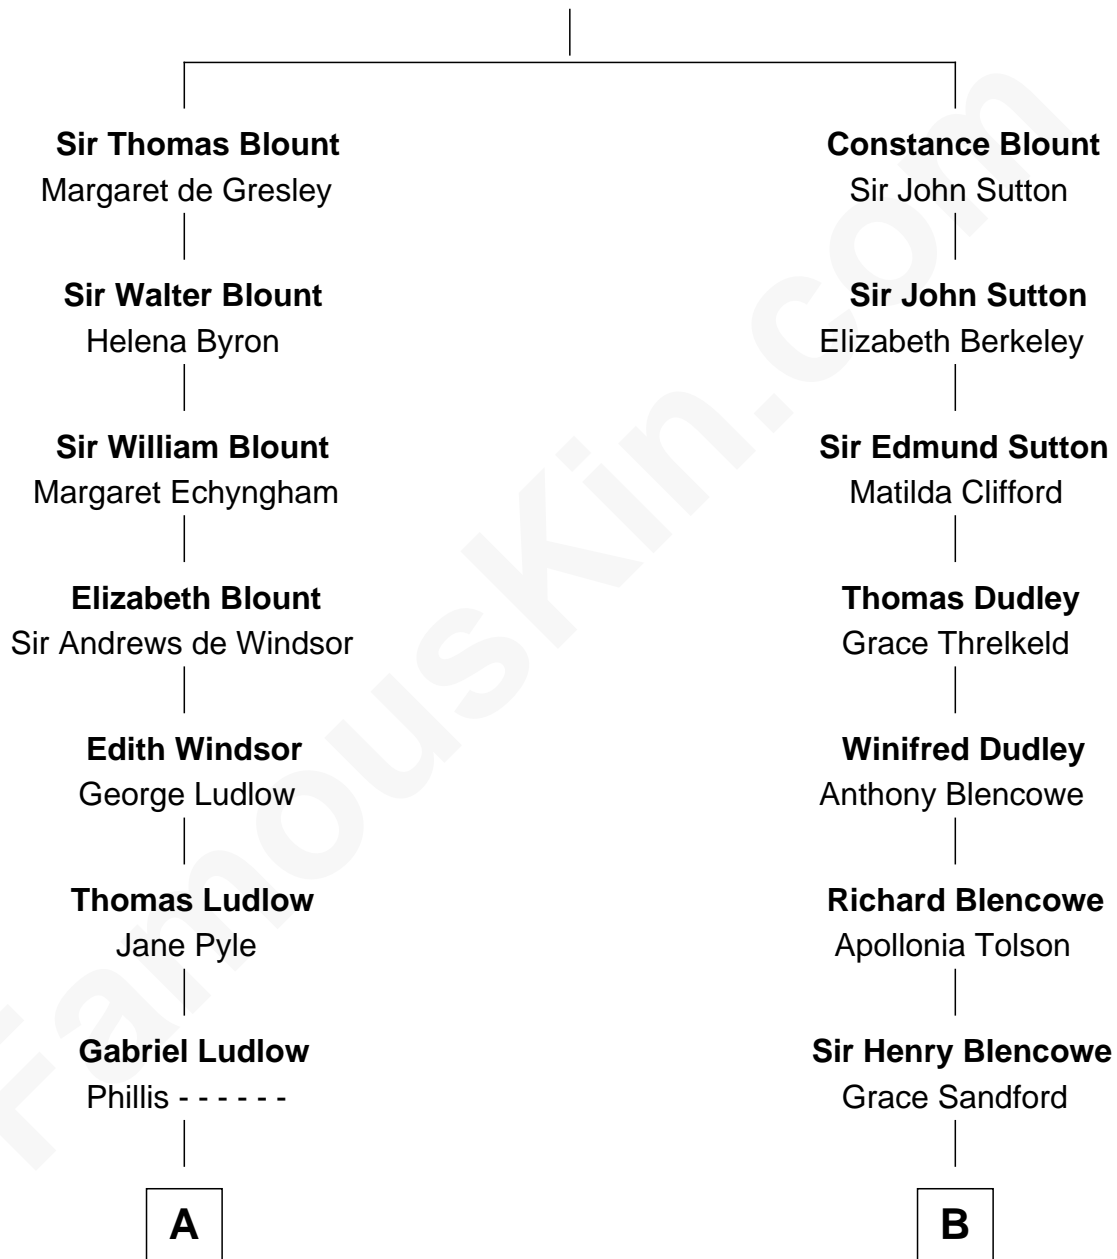 Sir Thomas Blount
Margaret de Gresley
Sir Walter Blount
Helena Byron
Sir William Blount
Margaret Echyngham
Elizabeth Blount
Sir Andrews de Windsor
Edith Windsor
George Ludlow
Thomas Ludlow
Jane Pyle
Gabriel Ludlow
Phillis - - - - - -
A
Constance Blount
Sir John Sutton
Sir John Sutton
Elizabeth Berkeley
Sir Edmund Sutton
Matilda Clifford
Thomas Dudley
Grace Threlkeld
Winifred Dudley
Anthony Blencowe
Richard Blencowe
Apollonia Tolson
Sir Henry Blencowe
Grace Sandford
B
FamousKin.com